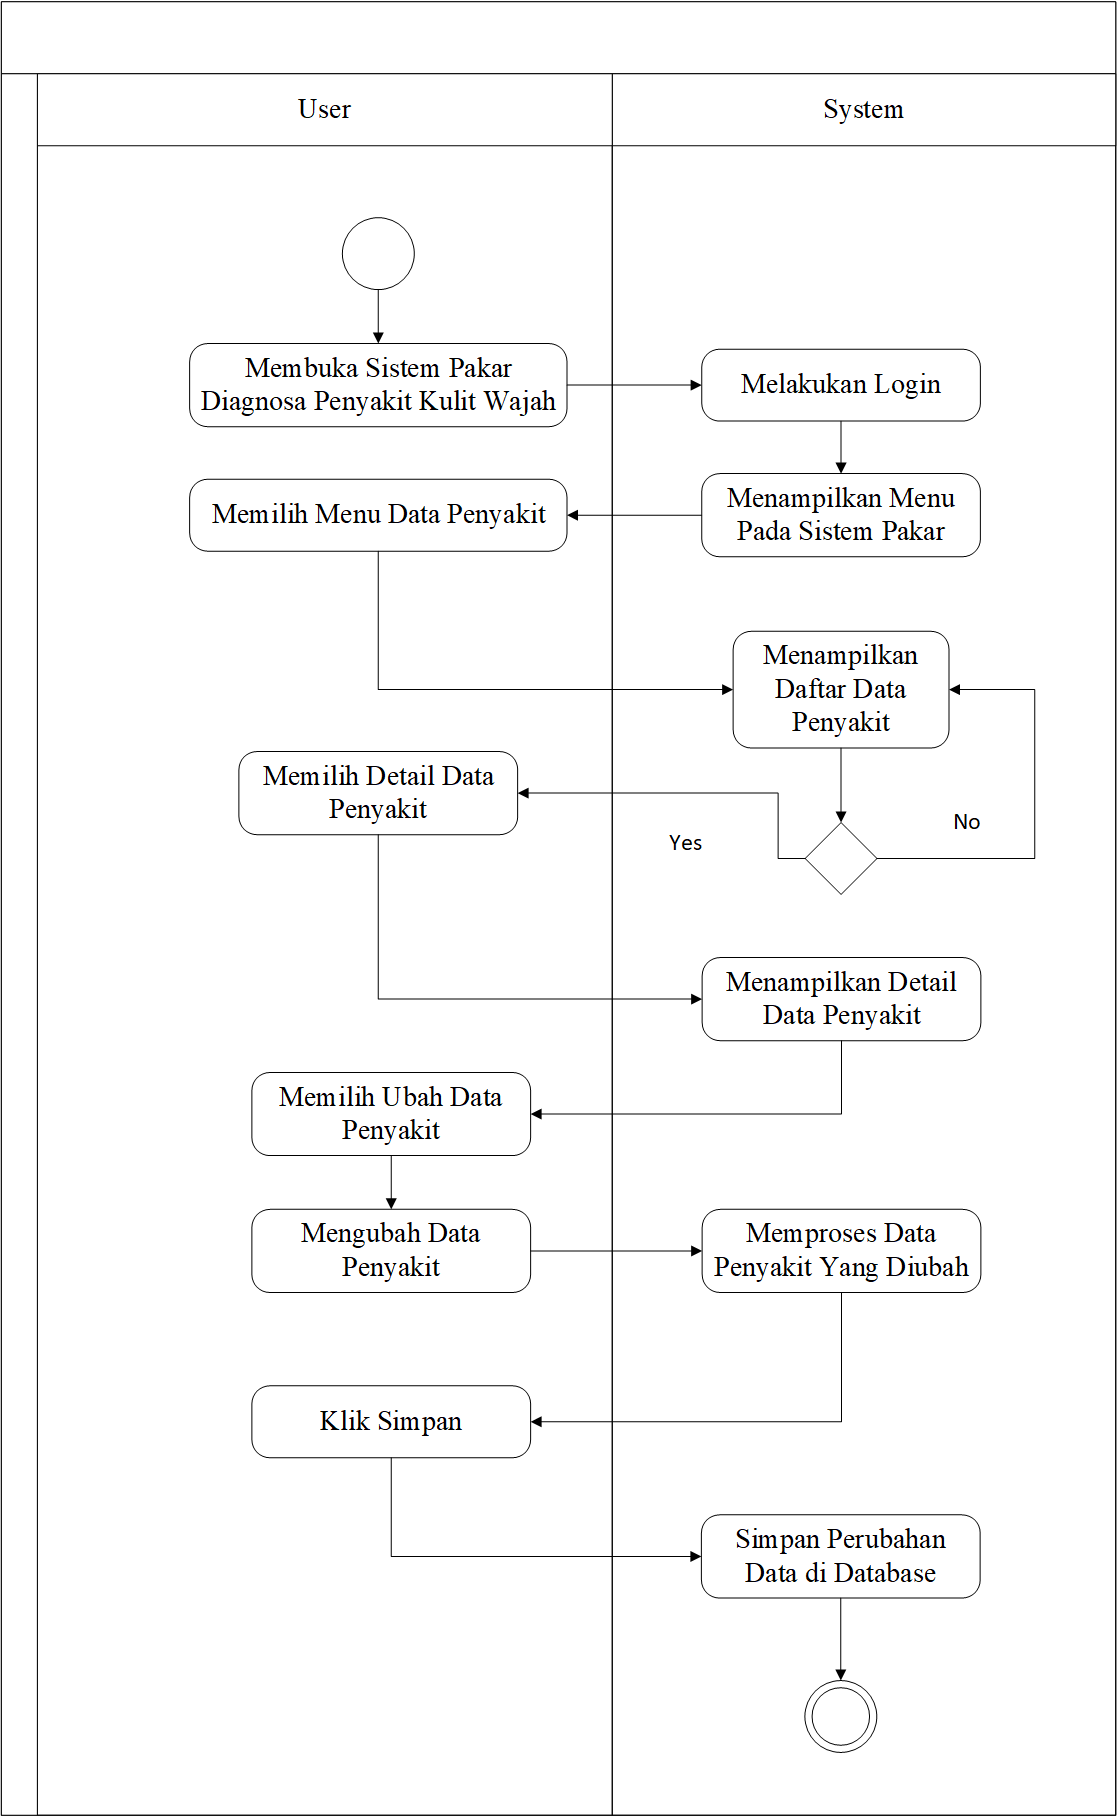 User
System
Membuka Sistem Pakar
Diagnosa Penyakit Kulit Wajah
Melakukan Login
Menampilkan Menu
Pada Sistem Pakar
Memilih Menu Data Penyakit
Menampilkan
Daftar Data
Penyakit
Memilih Detail Data
Penyakit
Yes
No
Menampilkan Detail
Data Penyakit
Memilih Ubah Data
Penyakit
Mengubah Data
Penyakit
Memproses Data
Penyakit Yang Diubah
Klik Simpan
Simpan Perubahan
Data di Database